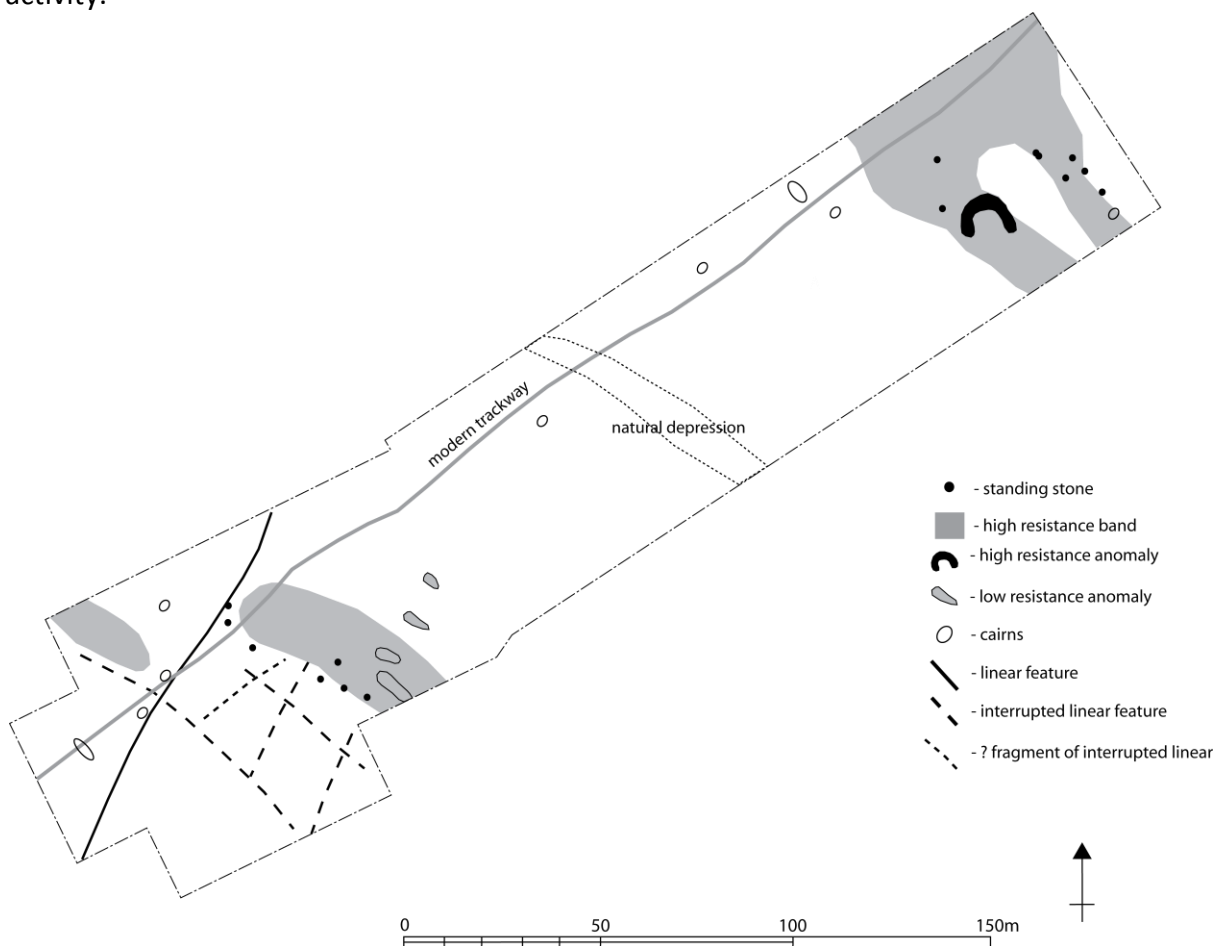 activity.
modern trackway
natural depression
- standing stone
- high resistance band
- high resistance anomaly
- low resistance anomaly
- cairns
- linear feature
- interrupted linear feature
- ? fragment of interrupted linear
0 50 100 150m